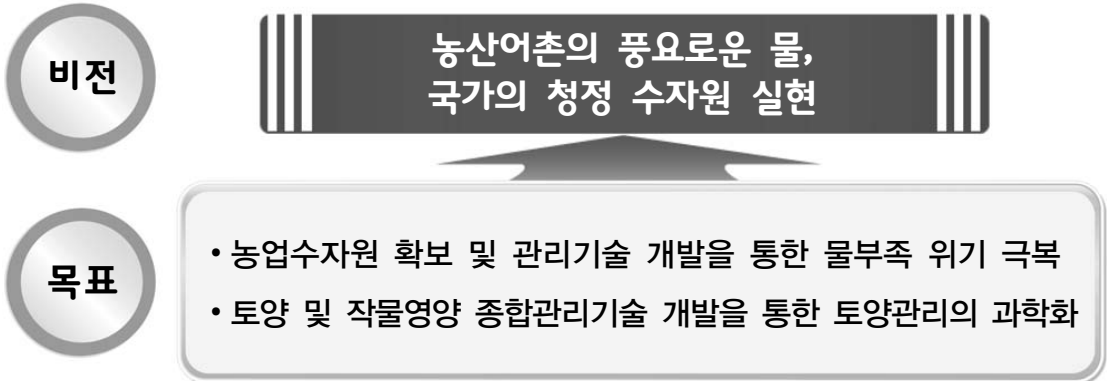 비전
농산어촌의 풍요로운 물,
국가의 청정 수자원 실현
목표
• 농업수자원 확보 및 관리기술 개발을 통한 물부족 위기 극복
• 토양 및 작물영양 종합관리기술 개발을 통한 토양관리의 과학화